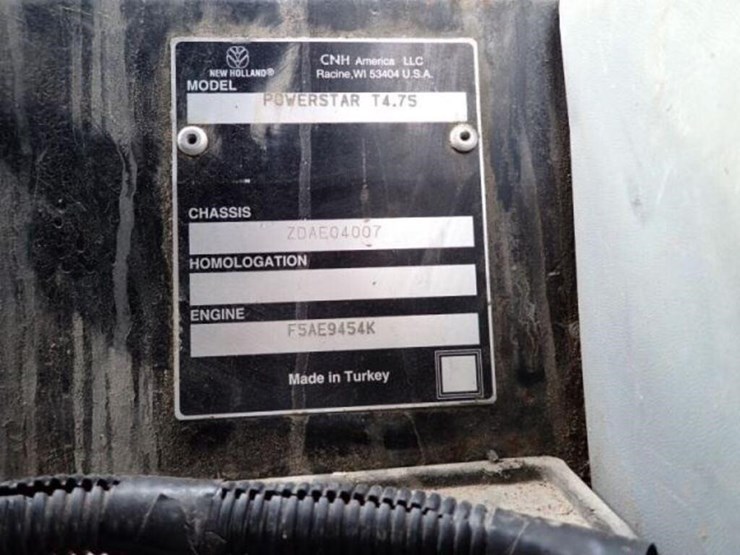 NEW HOLLAND®
CNH America LLC
Racine, WI 53404 U.S.A.
MODEL
POWERSTAR T4.75
CHASSIS
ZDAE04007
HOMOLOGATION
ENGINE
F5AE9454K
Made in Turkey